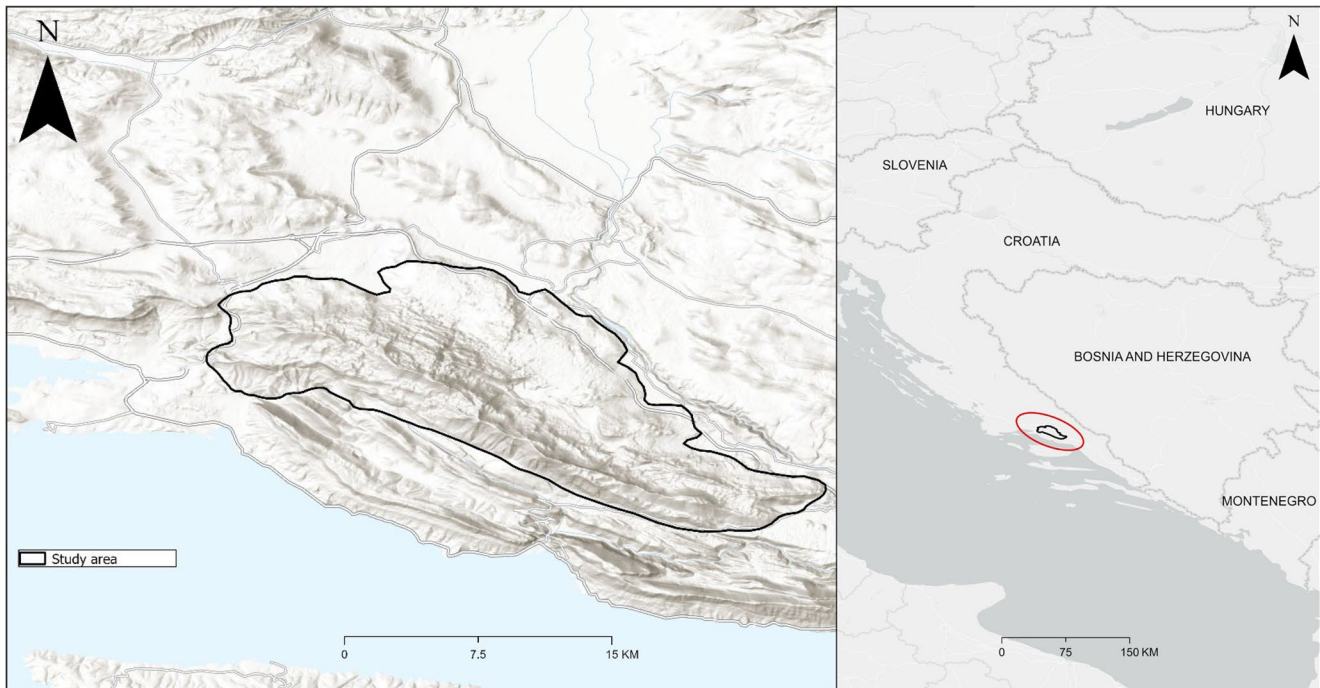 N
Study area
0 7.5 15 KM
N
HUNGARY
SLOVENIA
CROATIA
BOSNIA AND HERZEGOVINA
MONTENEGRO
0 75 150 KM